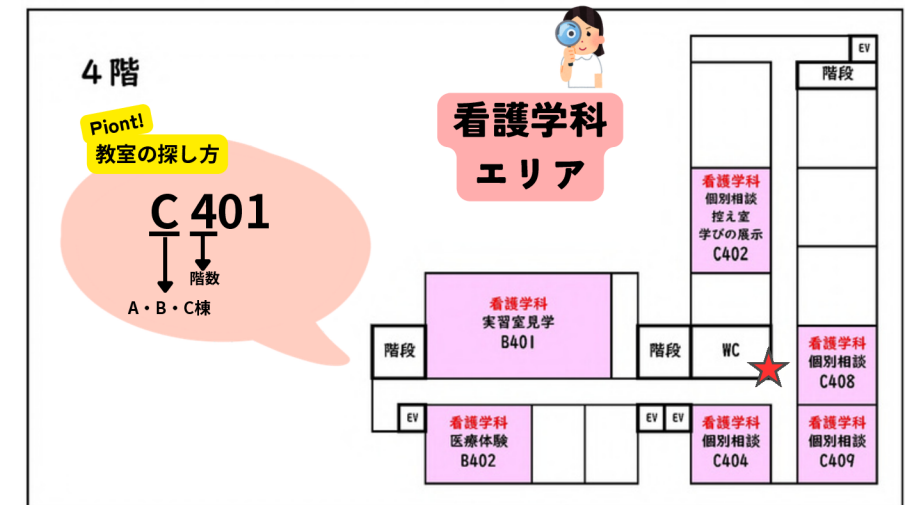 4階
Piont!
教室の探し方
C 401
階数
A・B・C棟
看護学科
エリア
EV
階段
看護学科
個別相談
控え室
学びの展示
C402
看護学科
実習室見学
B401
階段
階段
WC
看護学科
個別相談
C408
EV
看護学科
医療体験
B402
EV
EV
看護学科
個別相談
C404
看護学科
個別相談
C409